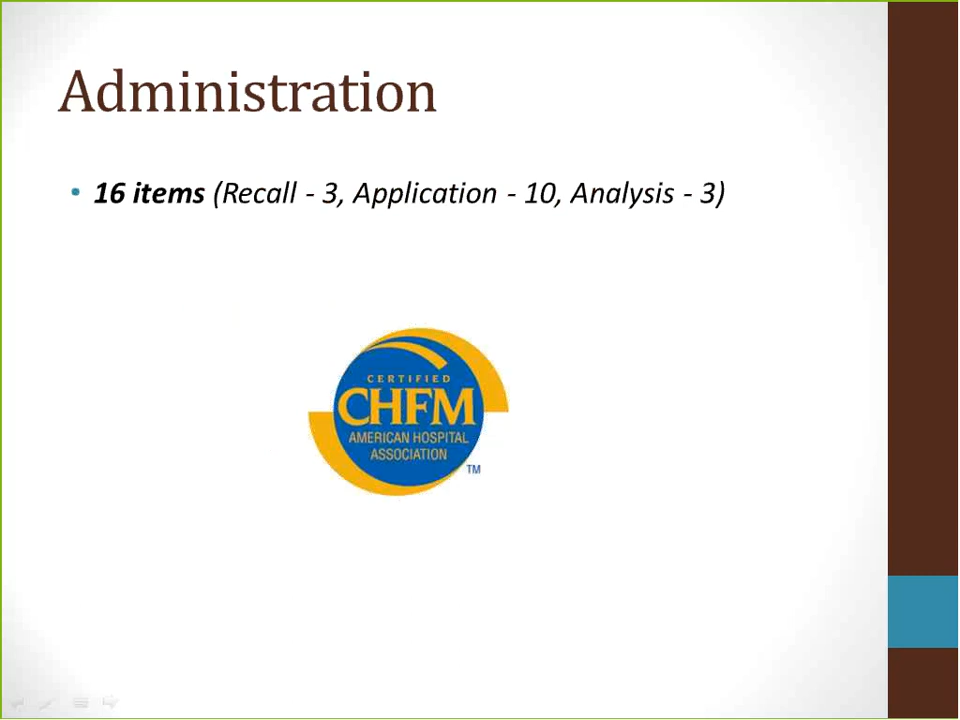 Administration
• 16 items (Recall - 3, Application - 10, Analysis - 3)
CERTIFIED
CHFM
AMERICAN HOSPITAL
ASSOCIATION
TM